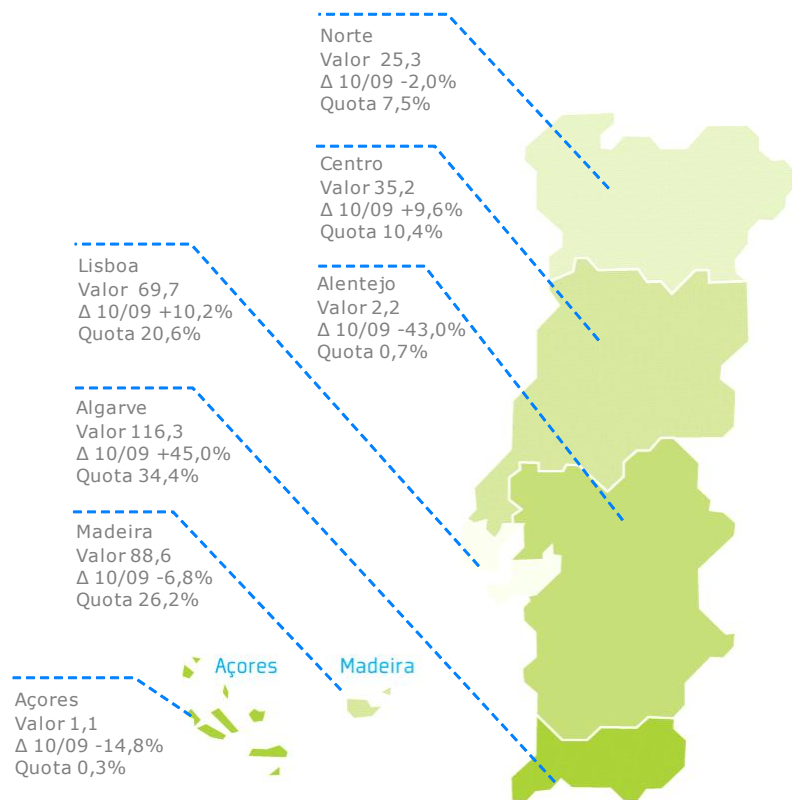 Norte
Valor 25,3
Δ 10/09 -2,0%
Quota 7,5%
Centro
Valor 35,2
Δ 10/09 +9,6%
Quota 10,4%
Lisboa
Valor 69,7
Δ 10/09 +10,2%
Quota 20,6%
Alentejo
Valor 2,2
Δ 10/09 -43,0%
Quota 0,7%
Algarve
Valor 116,3
Δ 10/09 +45,0%
Quota 34,4%
Madeira
Valor 88,6
Δ 10/09 -6,8%
Quota 26,2%
Açores
Madeira
Açores
Valor 1,1
Δ 10/09 -14,8%
Quota 0,3%